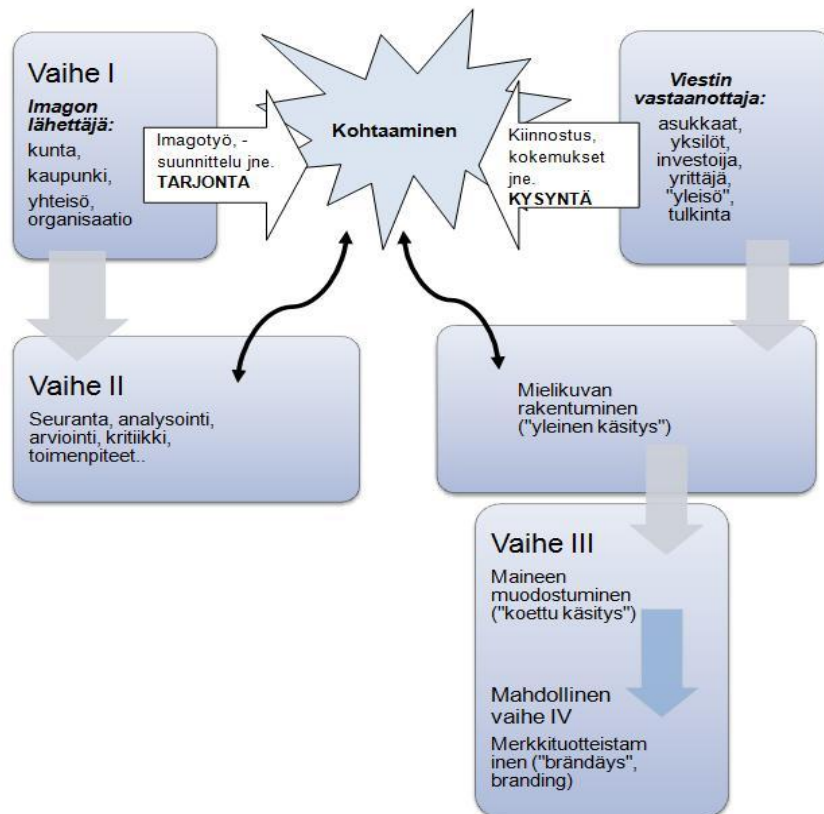 Vaihe I
Imagon
lähettäjä:
kunta,
kaupunki,
yhteisö,
organisaatio
Imagotyö, -
suunnittelu jne.
TARJONTA
Kohtaaminen
Kiinnostus,
kokemukset
jne.
KYSYNTÄ
Viestin
vastaanottaja:
asukkaat,
yksilöt,
investoija,
yrittäjä,
"yleisö",
tulkinta
Vaihe II
Seuranta, analysointi,
arviointi, kritiikki,
toimenpiteet..
Mielikuvan
rakentuminen
("yleinen käsitys")
Vaihe III
Maineen
muodostuminen
("koettu käsitys")
Mahdollinen
vaihe IV
Merkkituotteistam
inen ("brändäys",
branding)